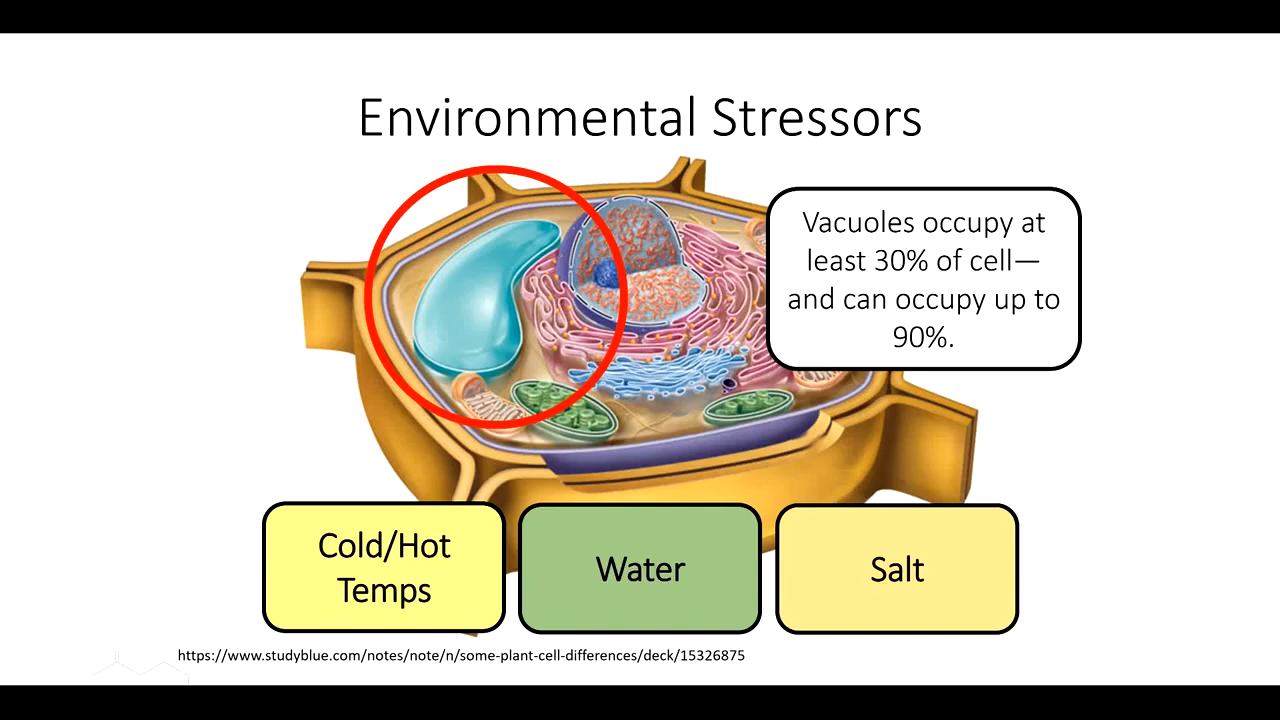 Environmental Stressors
Vacuoles occupy at
least 30% of cell—
and can occupy up to
90%.
Cold/Hot
Temps
Water
Salt
https://www.studyblue.com/notes/note/n/some-plant-cell-differences/deck/15326875